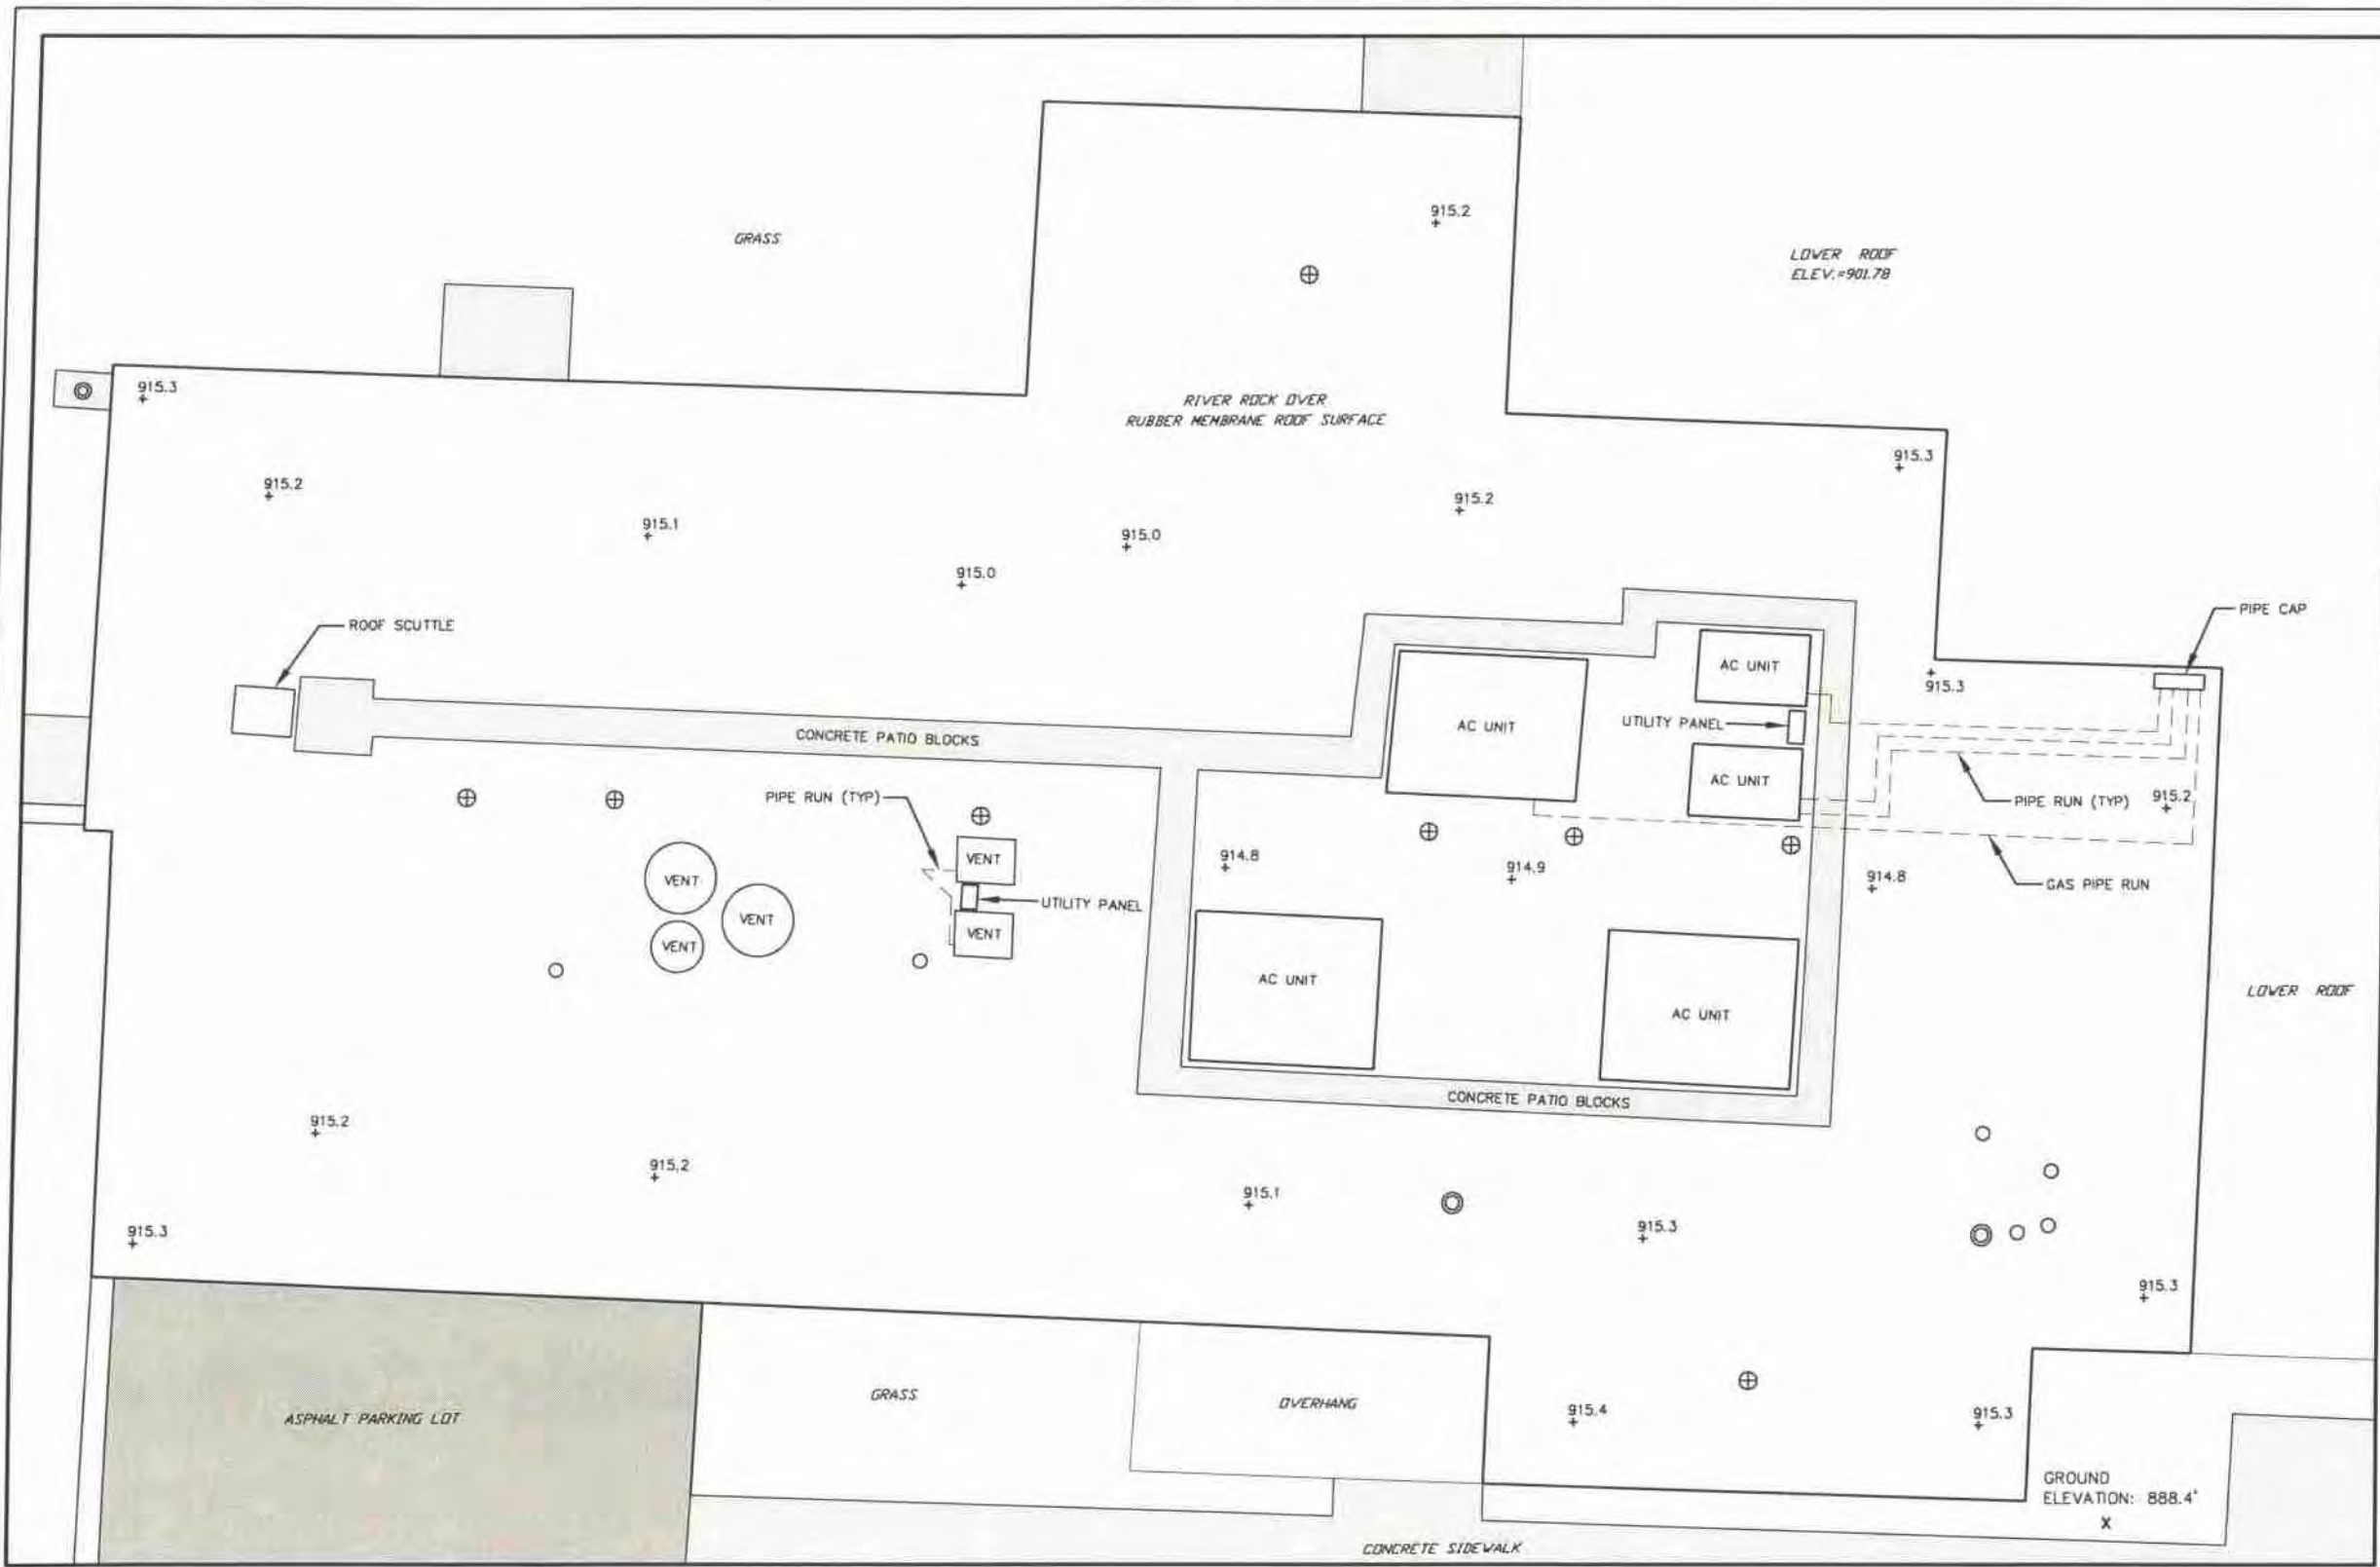 915.2
GRASS
LOWER ROOF
ELEV.=901.78
915.3
RIVER ROCK OVER
RUBBER MEMBRANE ROOF SURFACE
915.3
915.2
915.2
915.1
915.0
915.0
PIPE CAP
ROOF SCUTTLE
AC UNIT
915.3
UTILITY PANEL
AC UNIT
CONCRETE PATIO BLOCKS
AC UNIT
PIPE RUN (TYP)
PIPE RUN (TYP)
915.2
914.8
VENT
914.9
914.8
VENT
GAS PIPE RUN
UTILITY PANEL
VENT
VENT
VENT
AC UNIT
LOWER ROOF
AC UNIT
CONCRETE PATIO BLOCKS
915.2
915.2
915.1
915.3
915.3
915.3
GRASS
OVERHANG
915.4
915.3
ASPHALT PARKING LOT
GROUND
ELEVATION: 888.4'
X
CONCRETE SIDEWALK